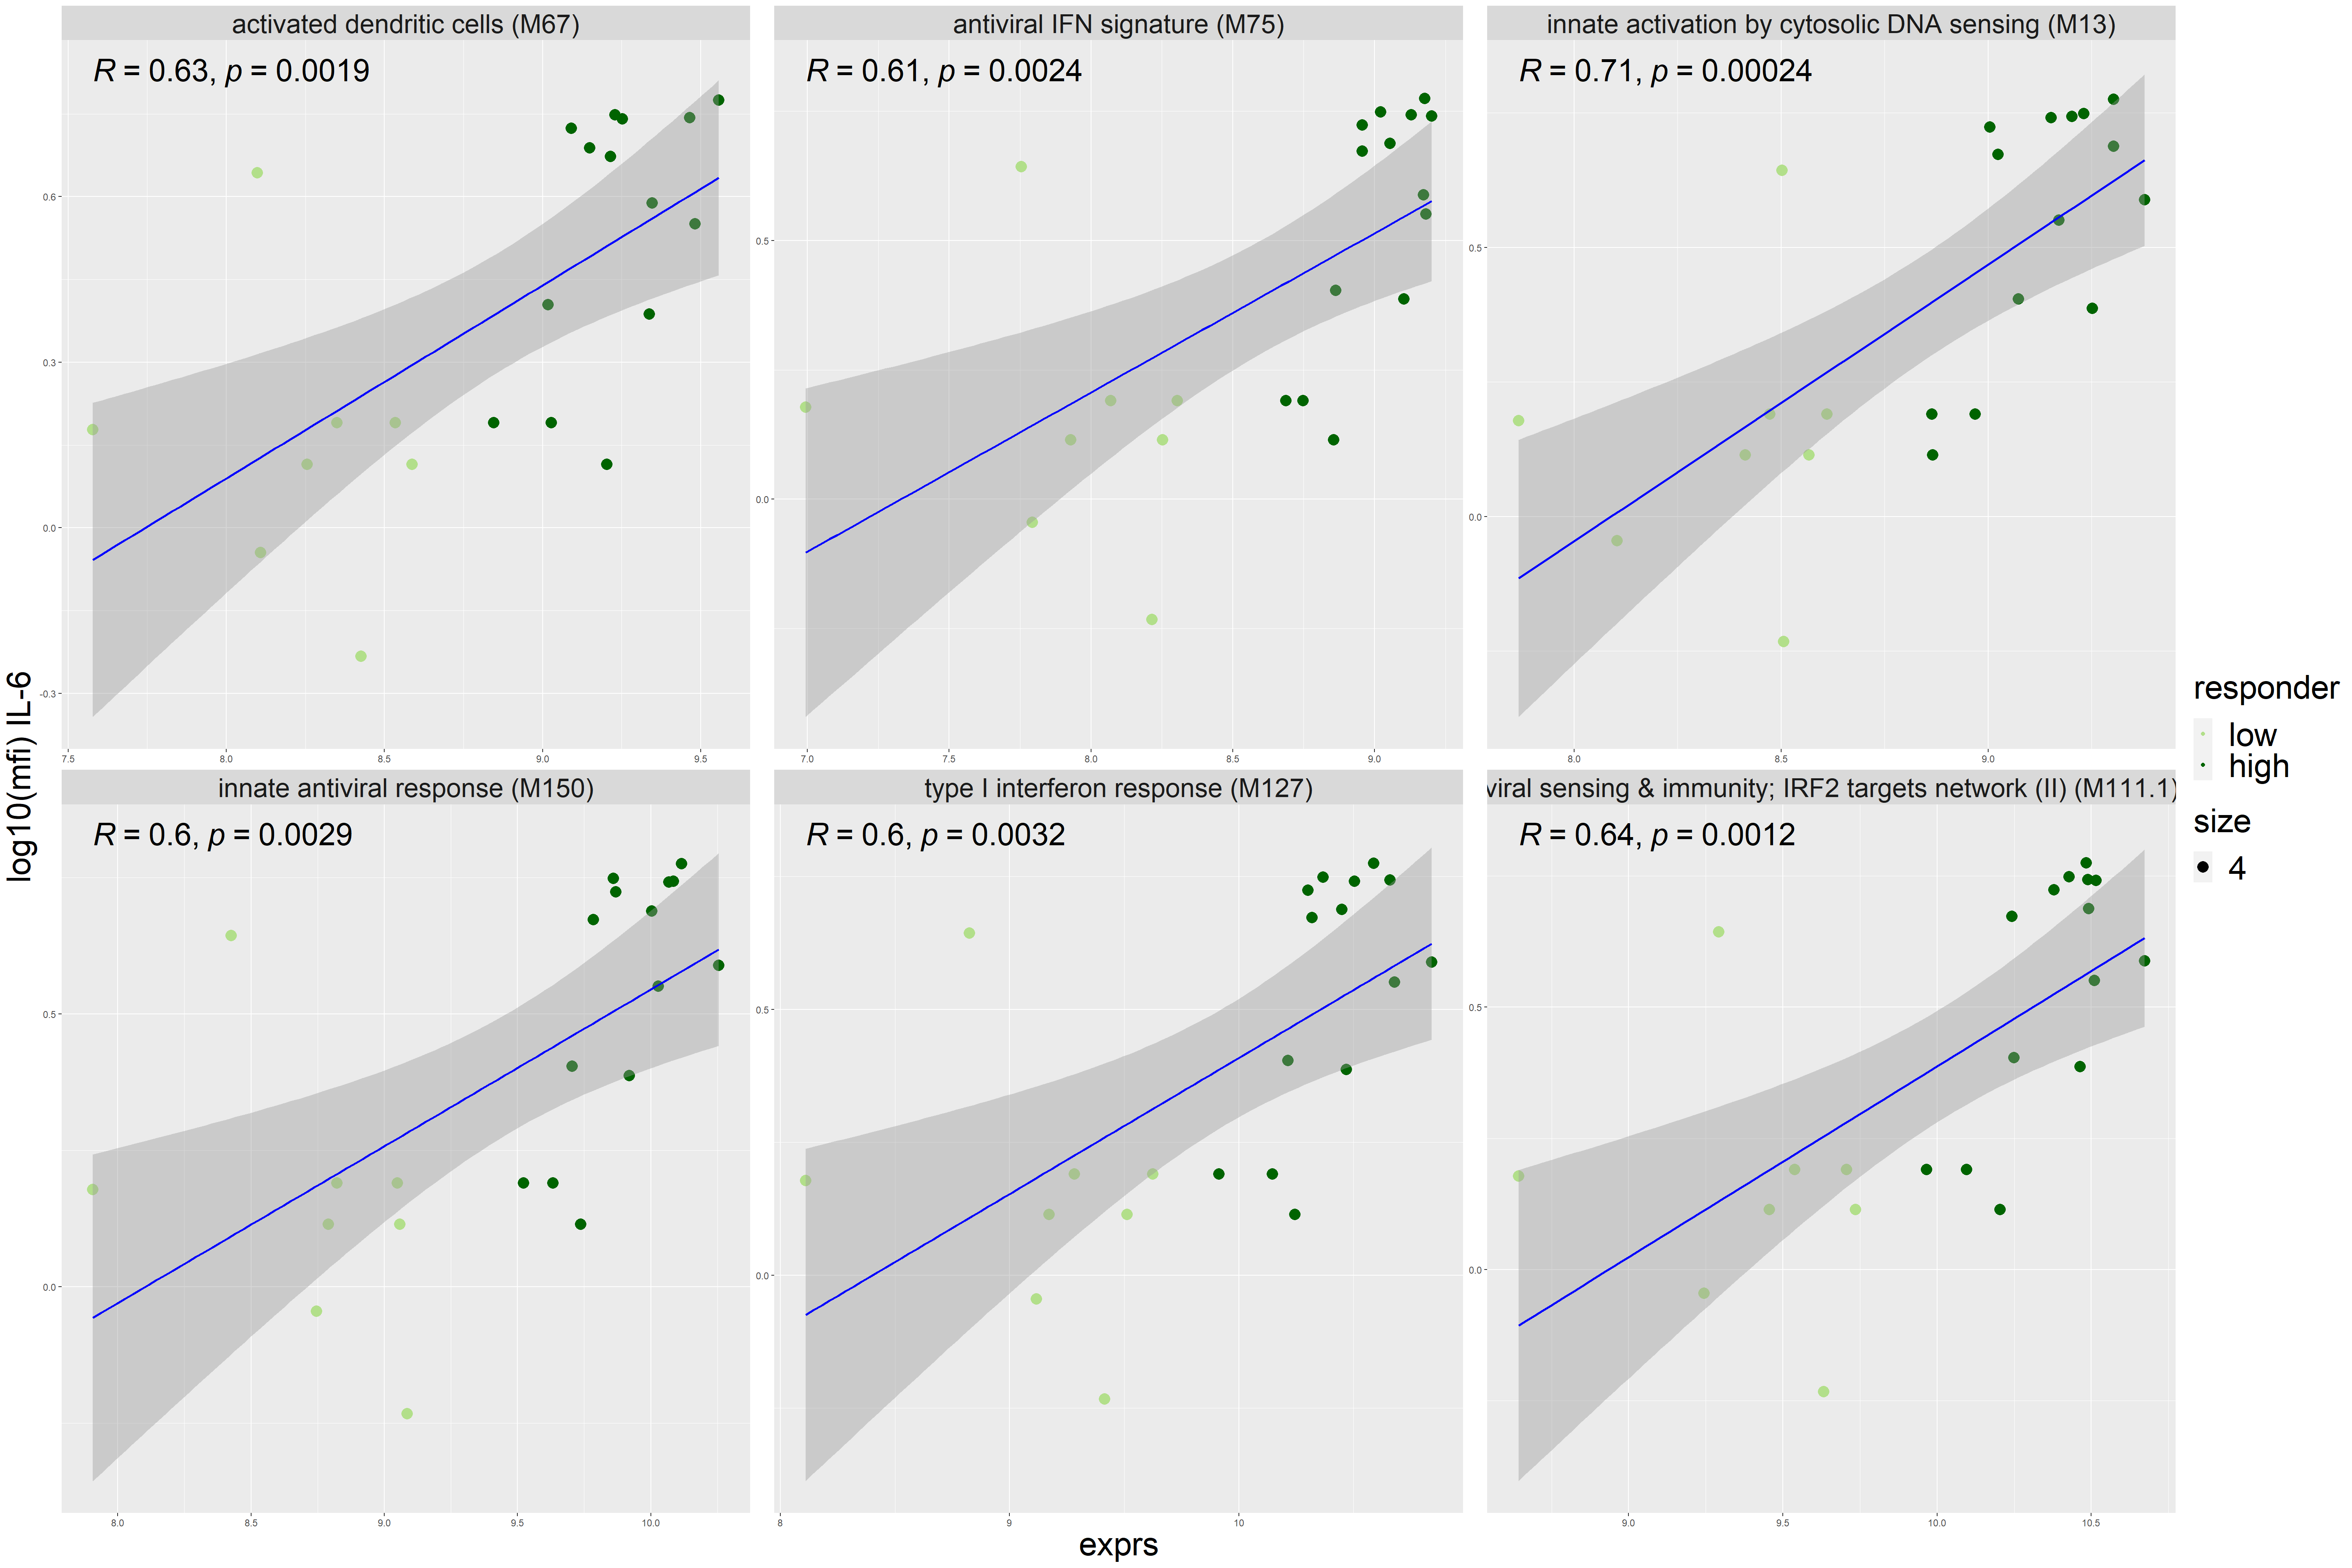 activated dendritic cells (M67)
antiviral IFN signature (M75)
innate activation by cytosolic DNA sensing (M13)
R = 0.63, p = 0.0019
R = 0.61, p = 0.0024
R = 0.71, p = 0.00024
0.6
0.3
0.0
-0.3
0.5
0.0
0.5
0.0
7.5 8.0 8.5 9.0 9.5
7.0 7.5 8.0 8.5 9.0
8.0 8.5 9.0
innate antiviral response (M150)
type I interferon response (M127)
viral sensing & immunity; IRF2 targets network (II) (M111.1)
R = 0.6, p = 0.0029
R = 0.6, p = 0.0032
R = 0.64, p = 0.0012
0.5
0.0
0.5
0.0
0.5
0.0
8.0 8.5 9.0 9.5 10.0
8 9 10
9.0 9.5 10.0 10.5
log10(mfi) IL-6
exprs
responder
low
high
size
4